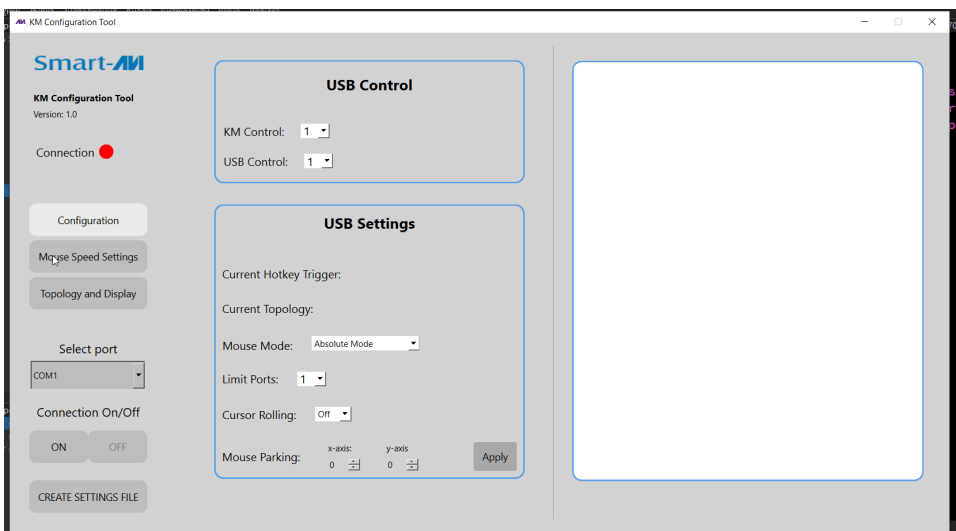 KM Configuration Tool
Smart-AVI
KM Configuration Tool
Version: 1.0
Connection
Configuration
Mouse Speed Settings
Topology and Display
Select port
COM1
Connection On/Off
ON OFF
CREATE SETTINGS FILE
USB Control
KM Control: 1
USB Control: 1
USB Settings
Current Hotkey Trigger:
Current Topology:
Mouse Mode: Absolute Mode
Limit Ports: 1
Cursor Rolling: Off
x-axis: y-axis
Mouse Parking: 0 0 Apply